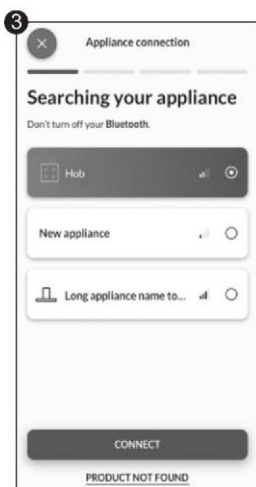 3
Appliance connection
Searching your appliance
Don't turn off your Bluetooth.
Hob
New appliance
Long appliance name to...
CONNECT
PRODUCT NOT FOUND